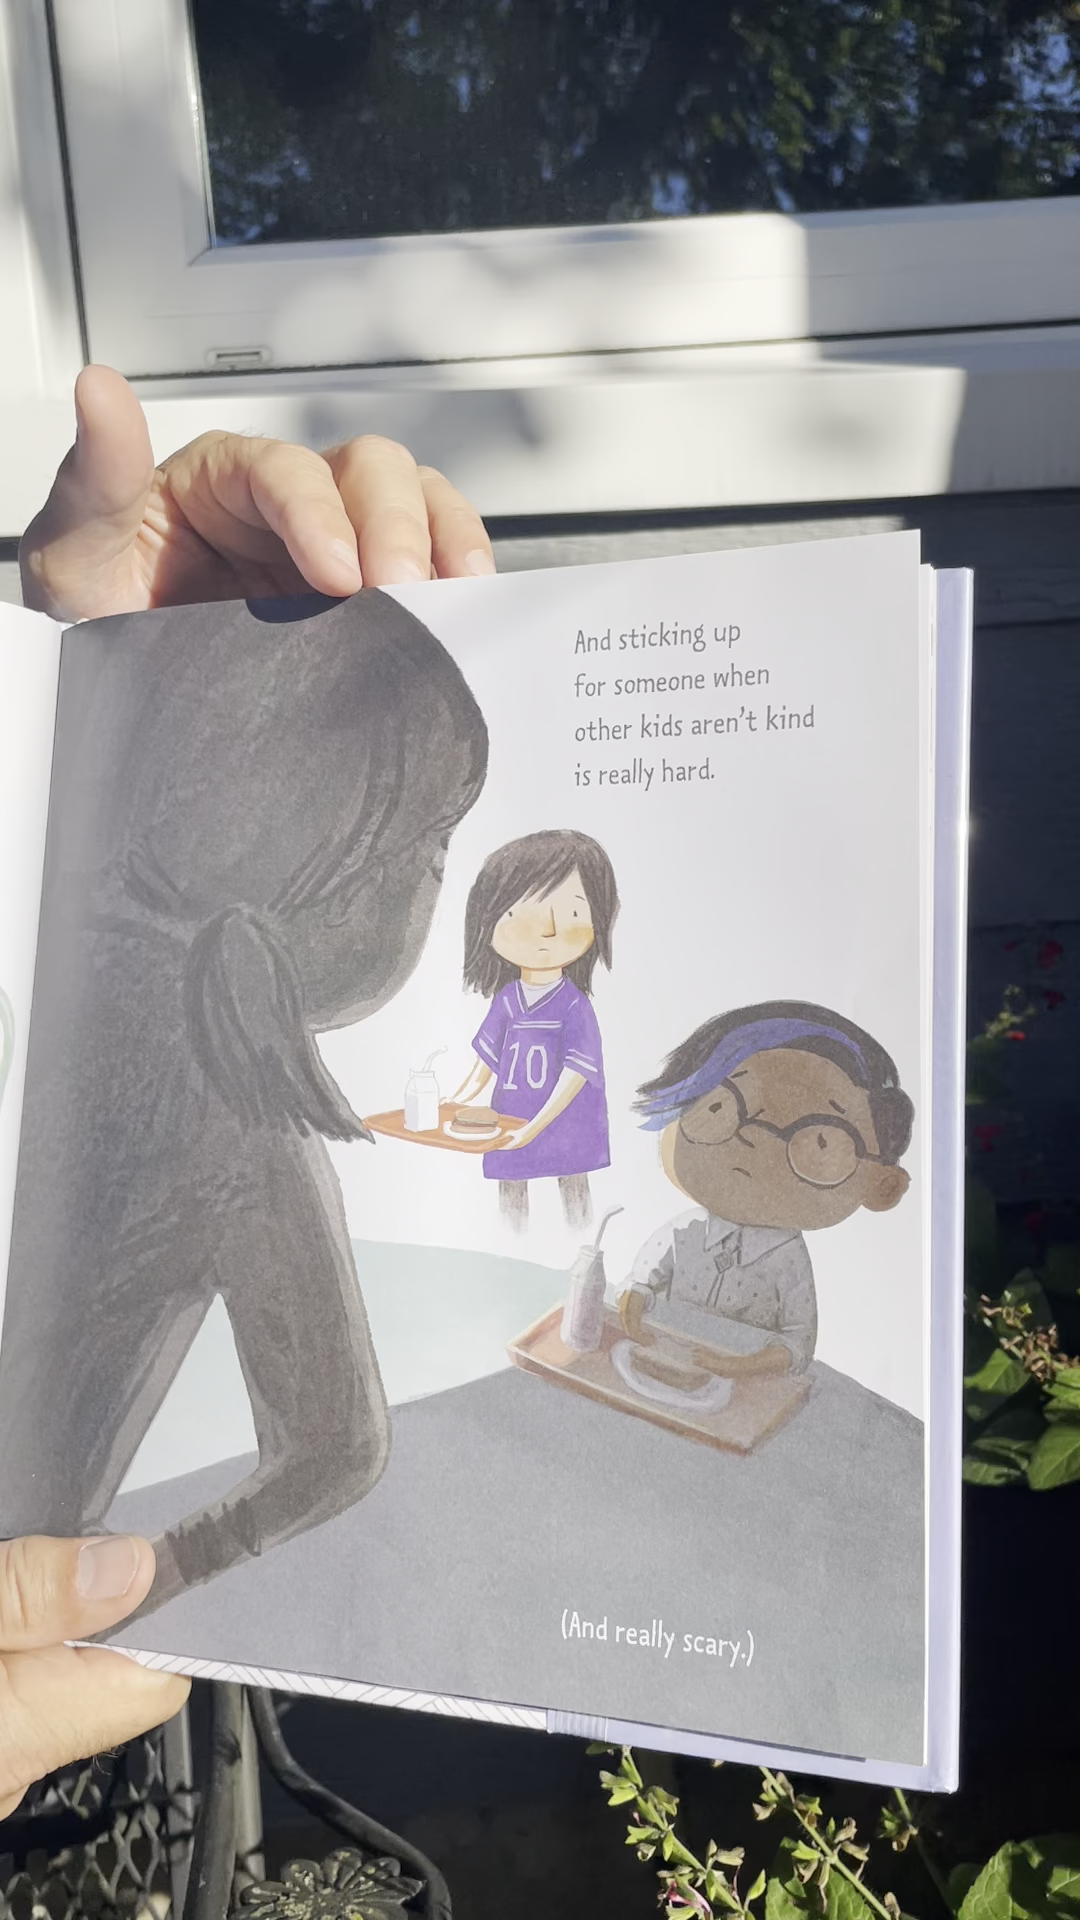 And sticking up
for someone when
other kids aren't kind
is really hard.
10
(And really scary.)